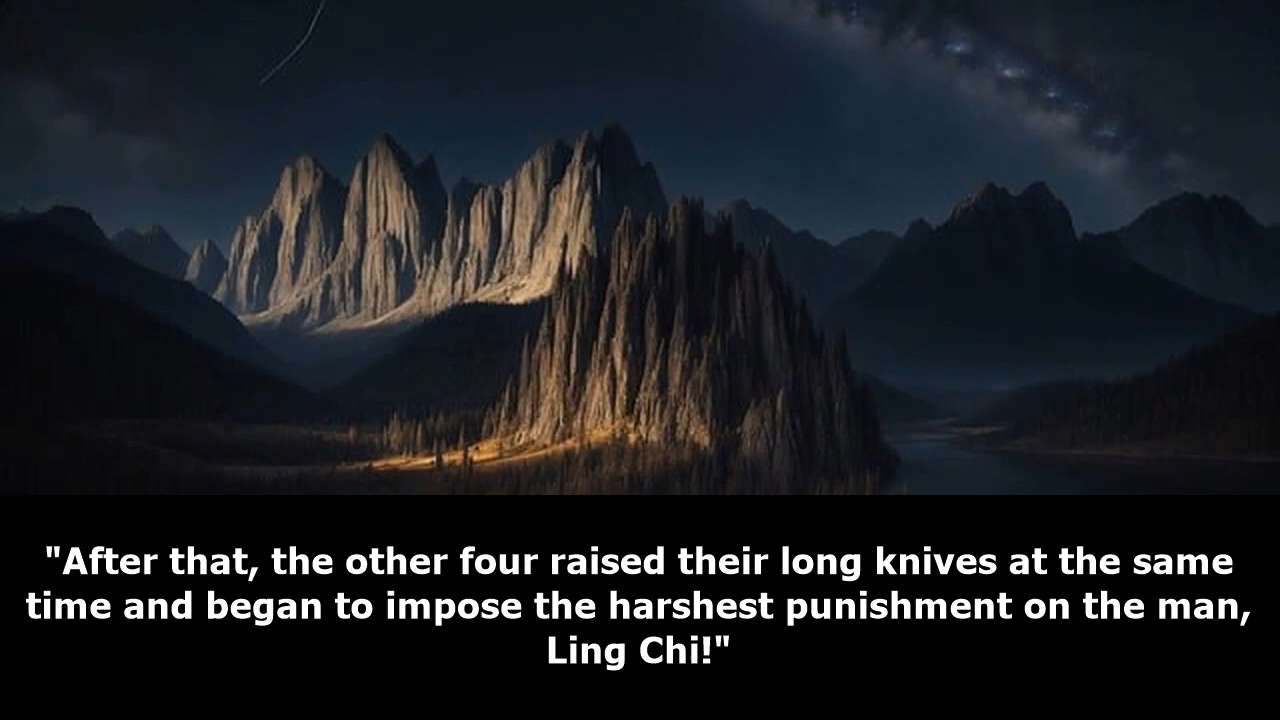 "After that, the other four raised their long knives at the same
time and began to impose the harshest punishment on the man,
Ling Chi!"